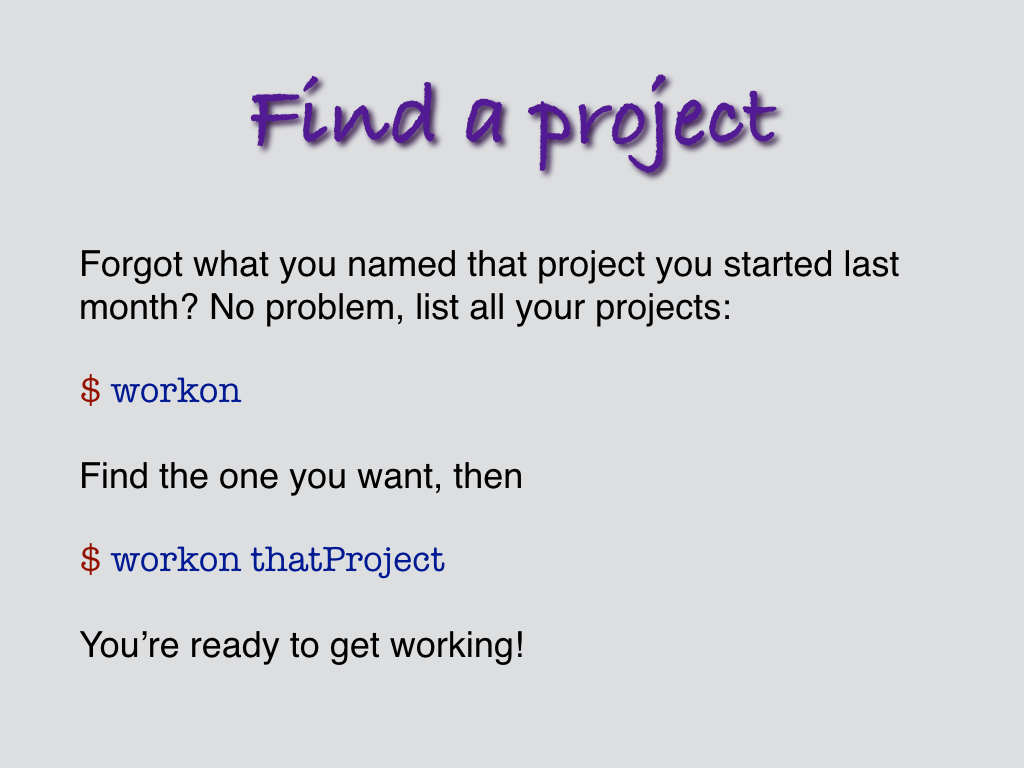 Find a project
Forgot what you named that project you started last
month? No problem, list all your projects:
$ workon
Find the one you want, then
$ workon thatProject
You’re ready to get working!